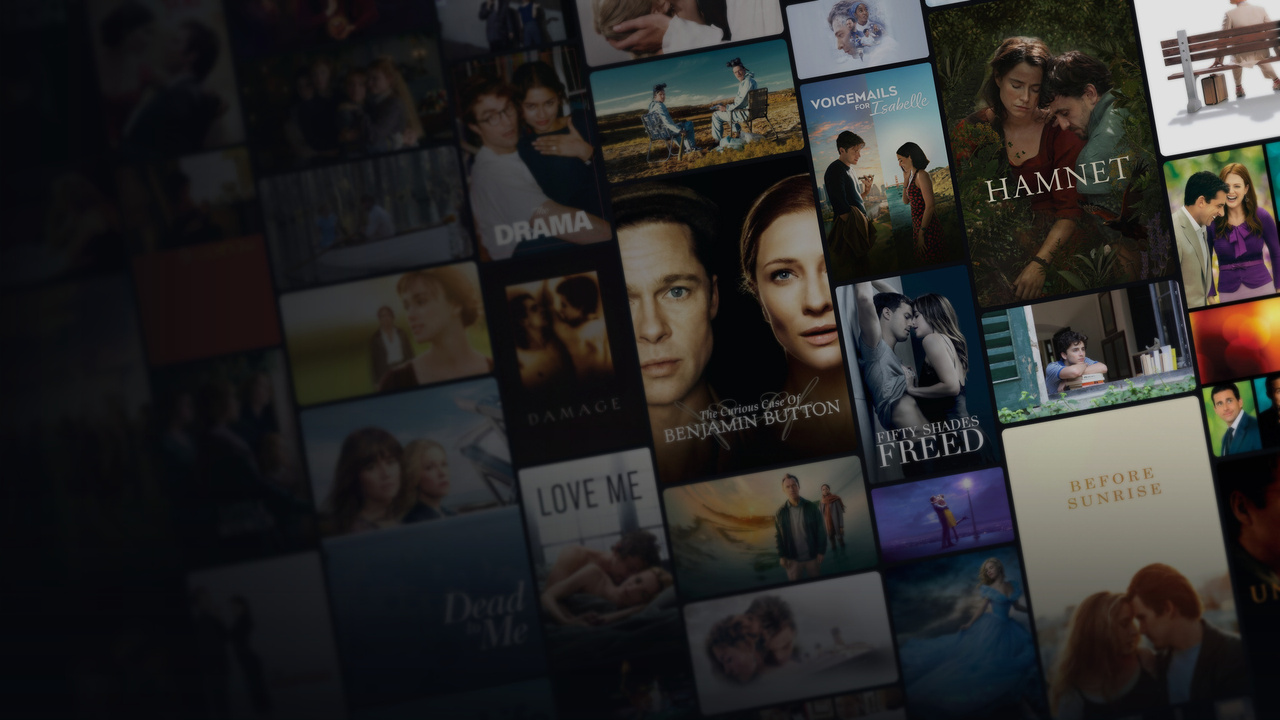 VOICEMAILS
FOR Isabelle
HAMNET
DRAMA
DAMAGE
The Curious Case Of
BENJAMIN BUTTON
FIFTY SHADES
FREED
LOVE ME
BEFORE
SUNRISE
Dead
to Me